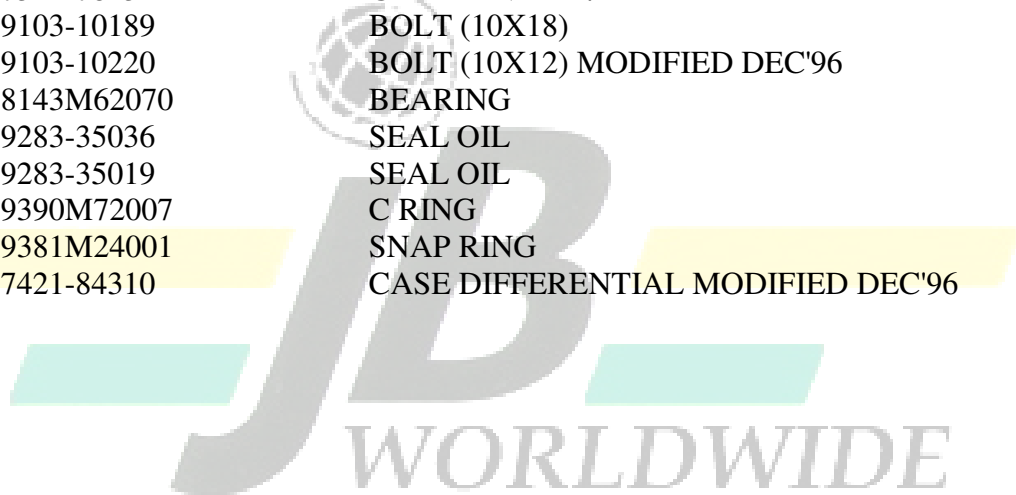 9103-10189 BOLT (10X18)
9103-10220 BOLT (10X12) MODIFIED DEC'96
8143M62070 BEARING
9283-35036 SEAL OIL
9283-35019 SEAL OIL
9390M72007 C RING
9381M24001 SNAP RING
7421-84310 CASE DIFFERENTIAL MODIFIED DEC'96
JB
WORLDWIDE